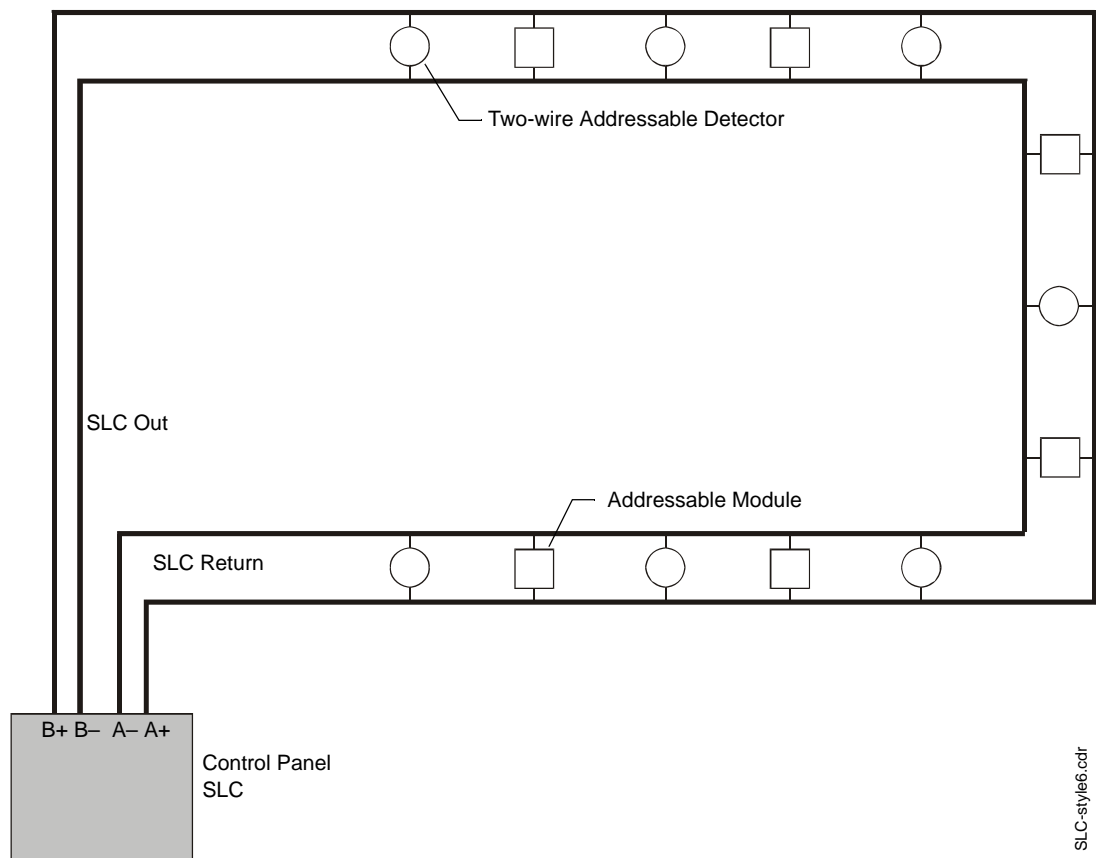 Two-wire Addressable Detector
SLC Out
Addressable Module
SLC Return
B+ B– A– A+
Control Panel
SLC
SLC-style6.cdr